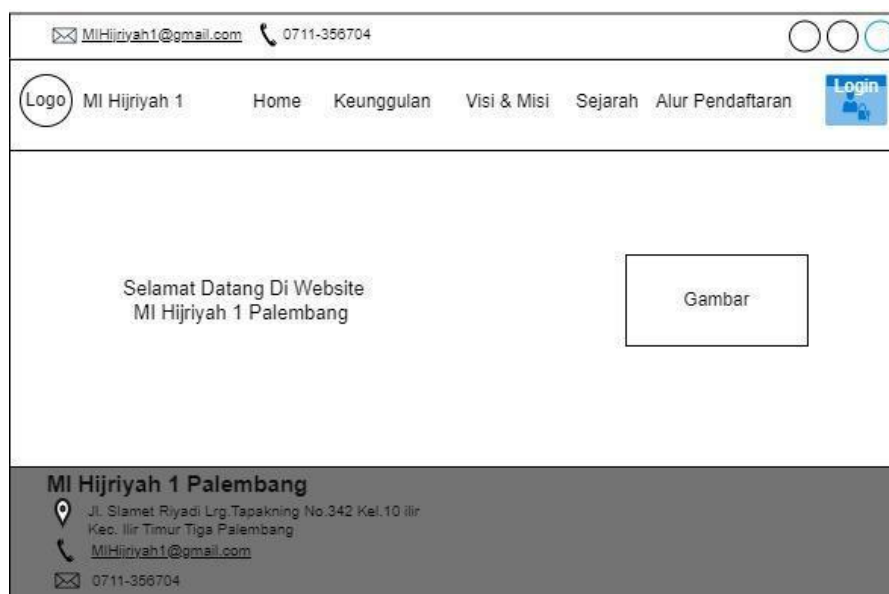 MIHijriyah1@gmail.com 0711-356704
Logo MI Hijriyah 1 Home Keunggulan Visi & Misi Sejarah Alur Pendaftaran Login
Selamat Datang Di Website
MI Hijriyah 1 Palembang
Gambar
MI Hijriyah 1 Palembang
Jl. Slamet Riyadi Lrg.Tapakning No.342 Kel.10 ilir
Kec. Ilir Timur Tiga Palembang
MIHijriyah1@gmail.com
0711-356704